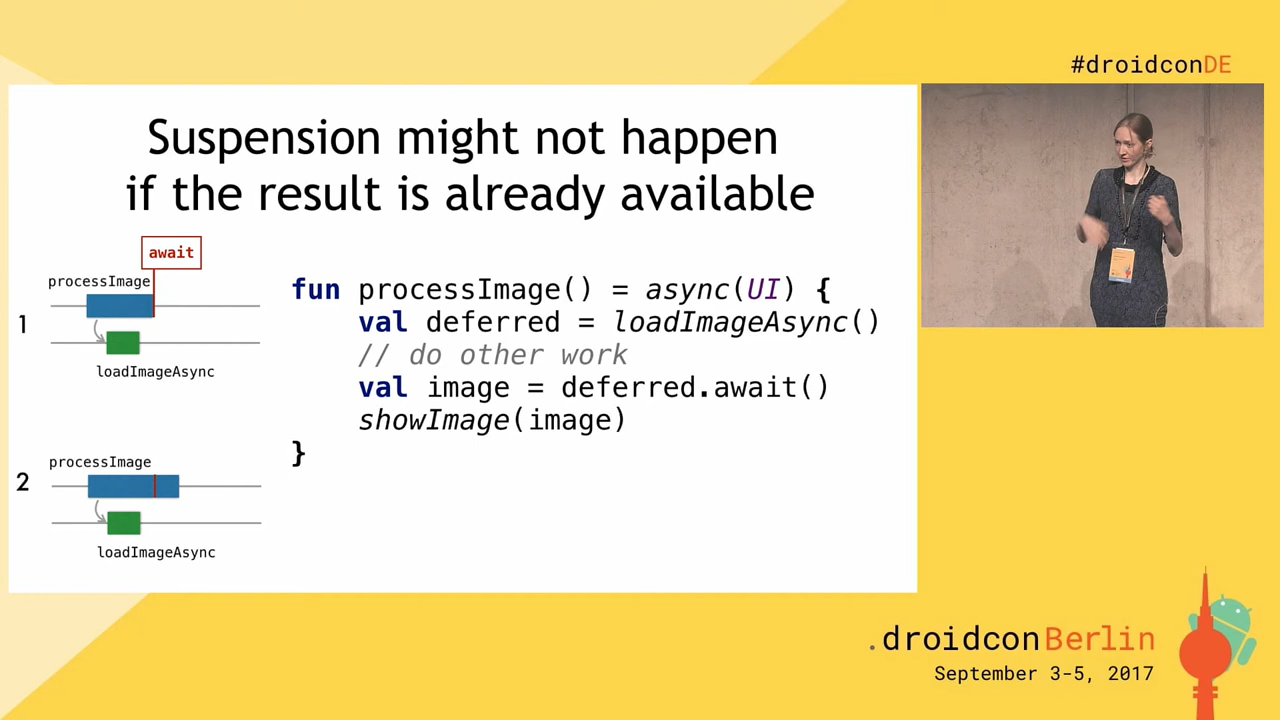 #droidconDE
Suspension might not happen
if the result is already available
await
processImage
1
loadImageAsync
fun processImage() = async(UI) {
    val deferred = loadImageAsync()
    // do other work
    val image = deferred.await()
    showImage(image)
}
processImage
2
loadImageAsync
.droidconBerlin
September 3-5, 2017